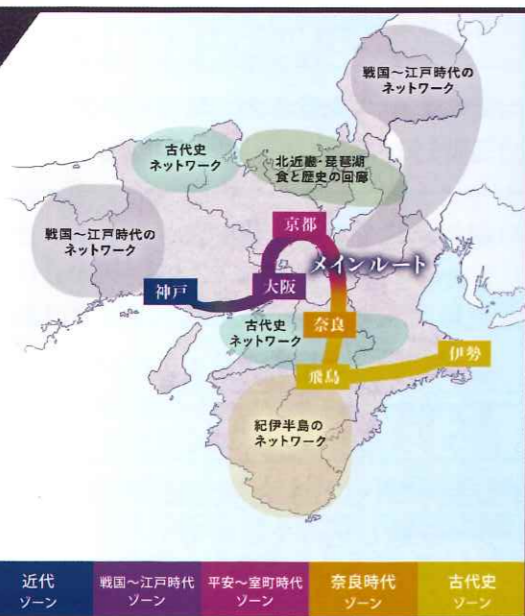 戦国〜江戸時代の
ネットワーク
古代史
ネットワーク
北近畿・琵琶湖
食と歴史の回廊
戦国〜江戸時代の
ネットワーク
京都
メインルート
神戸
大阪
古代史
ネットワーク
奈良
伊勢
飛鳥
紀伊半島の
ネットワーク
近代
ゾーン
戦国〜江戸時代
ゾーン
平安〜室町時代
ゾーン
奈良時代
ゾーン
古代史
ゾーン